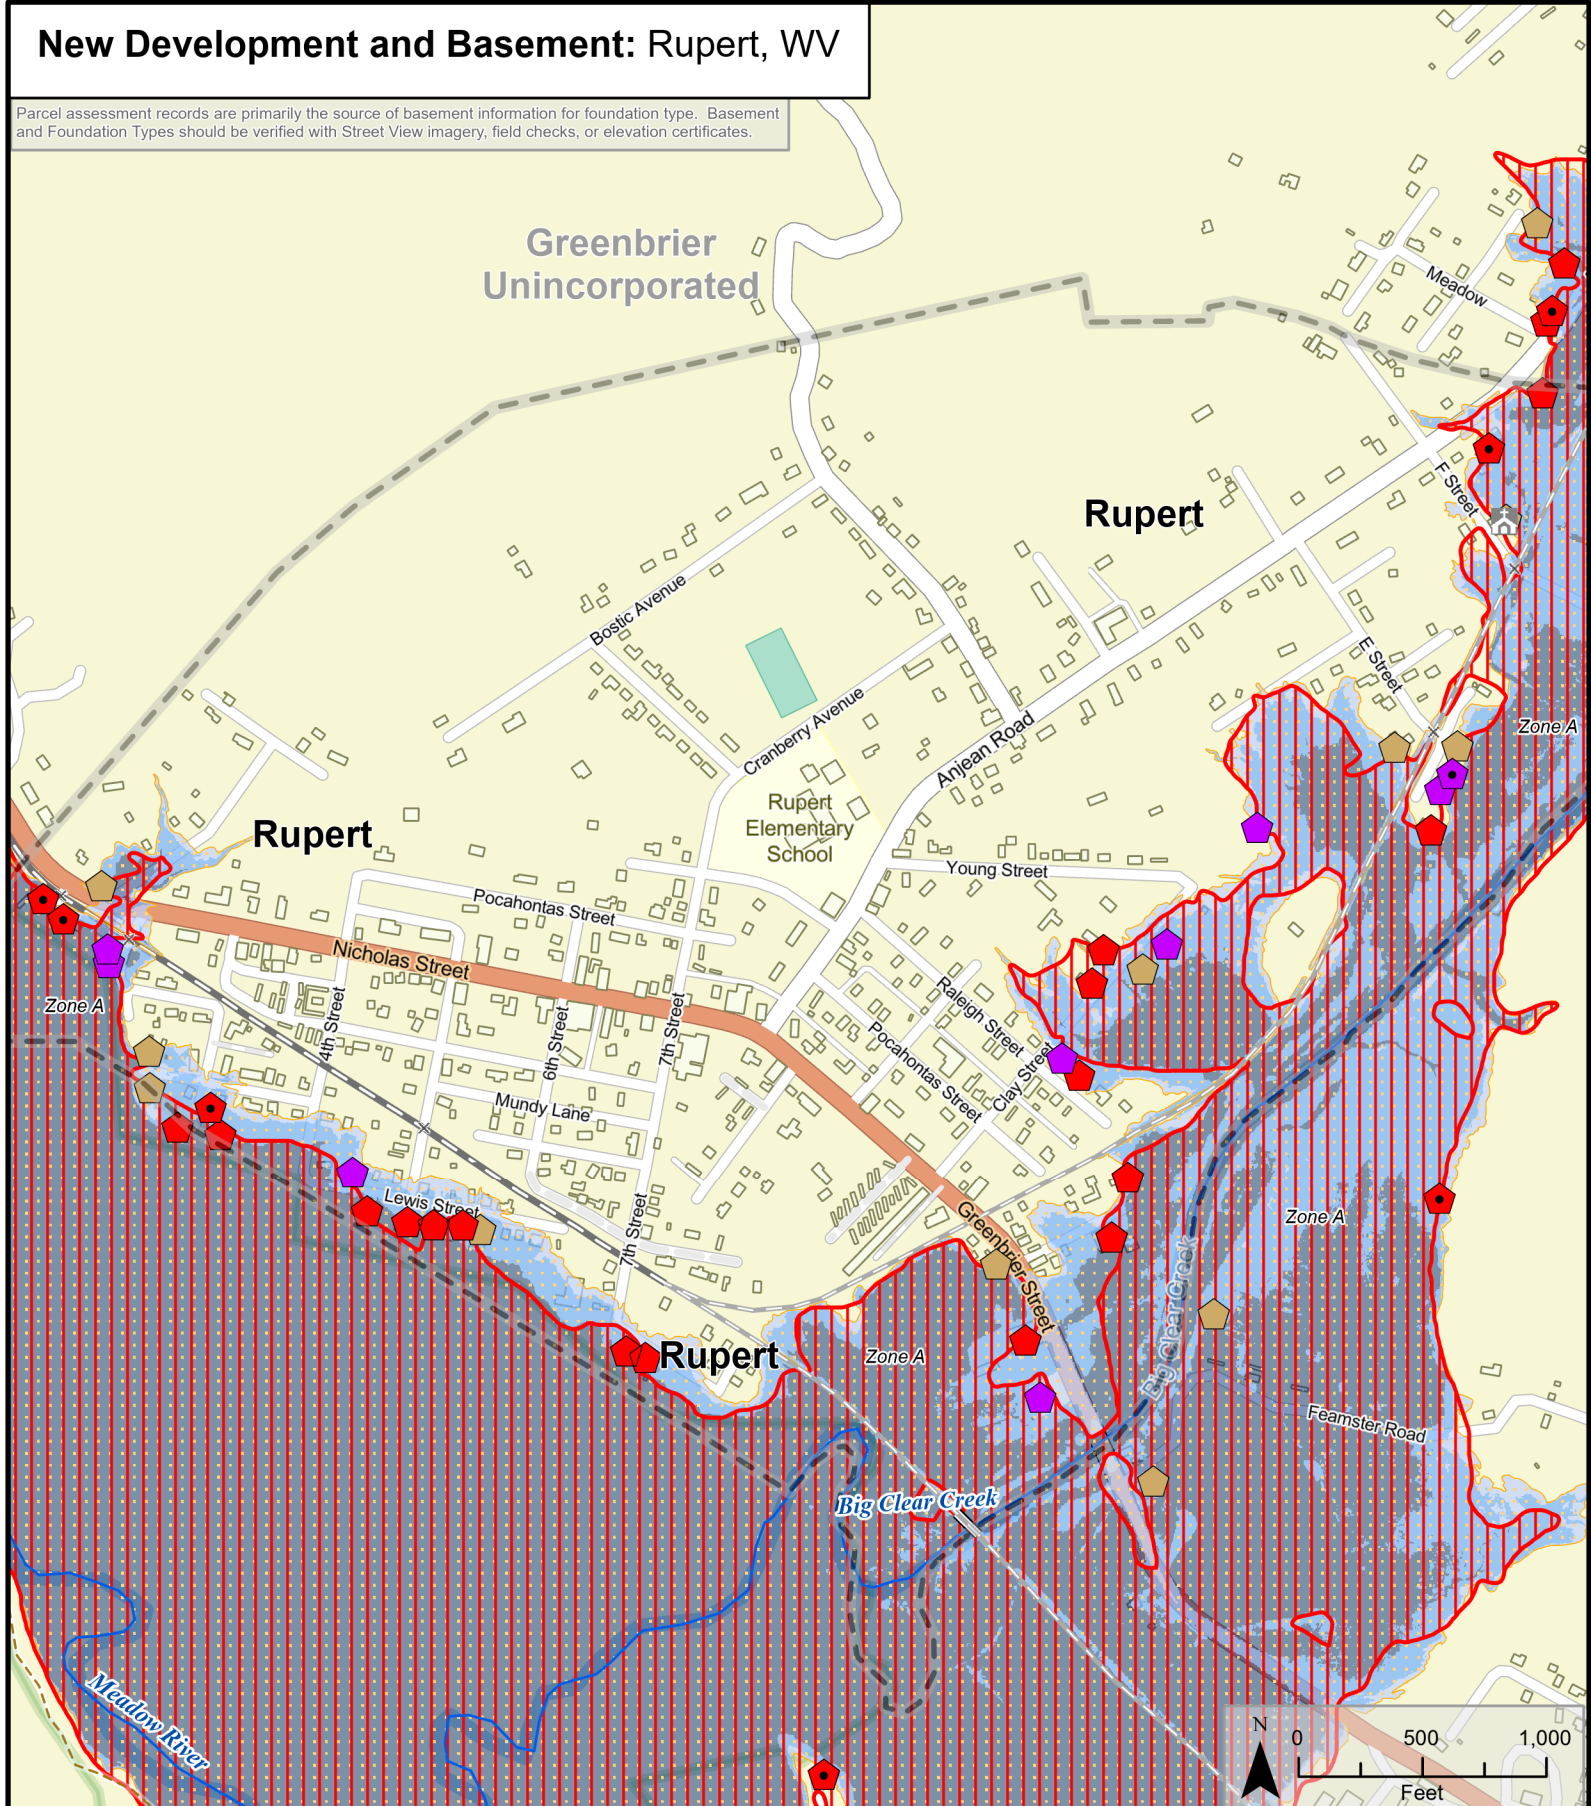 New Development and Basement: Rupert, WV
Parcel assessment records are primarily the source of basement information for foundation type. Basement
and Foundation Types should be verified with Street View imagery, field checks, or elevation certificates.
Greenbrier
Unincorporated
Meadow
F Street
Rupert
Bostic Avenue
E Street
Cranberry Avenue
Anjean Road
Zone A
Rupert
Elementary
School
Rupert
Young Street
Pocahontas Street
Nicholas Street
Zone A
4th Street
6th Street
7th Street
Raleigh Street
Pocahontas Street
Clay Street
Mundy Lane
Lewis Street
7th Street
Greenbrier Street
Zone A
Big Clear Creek
Rupert
Zone A
Feamster Road
Big Clear Creek
Meadow River
N
0 500 1,000
Feet